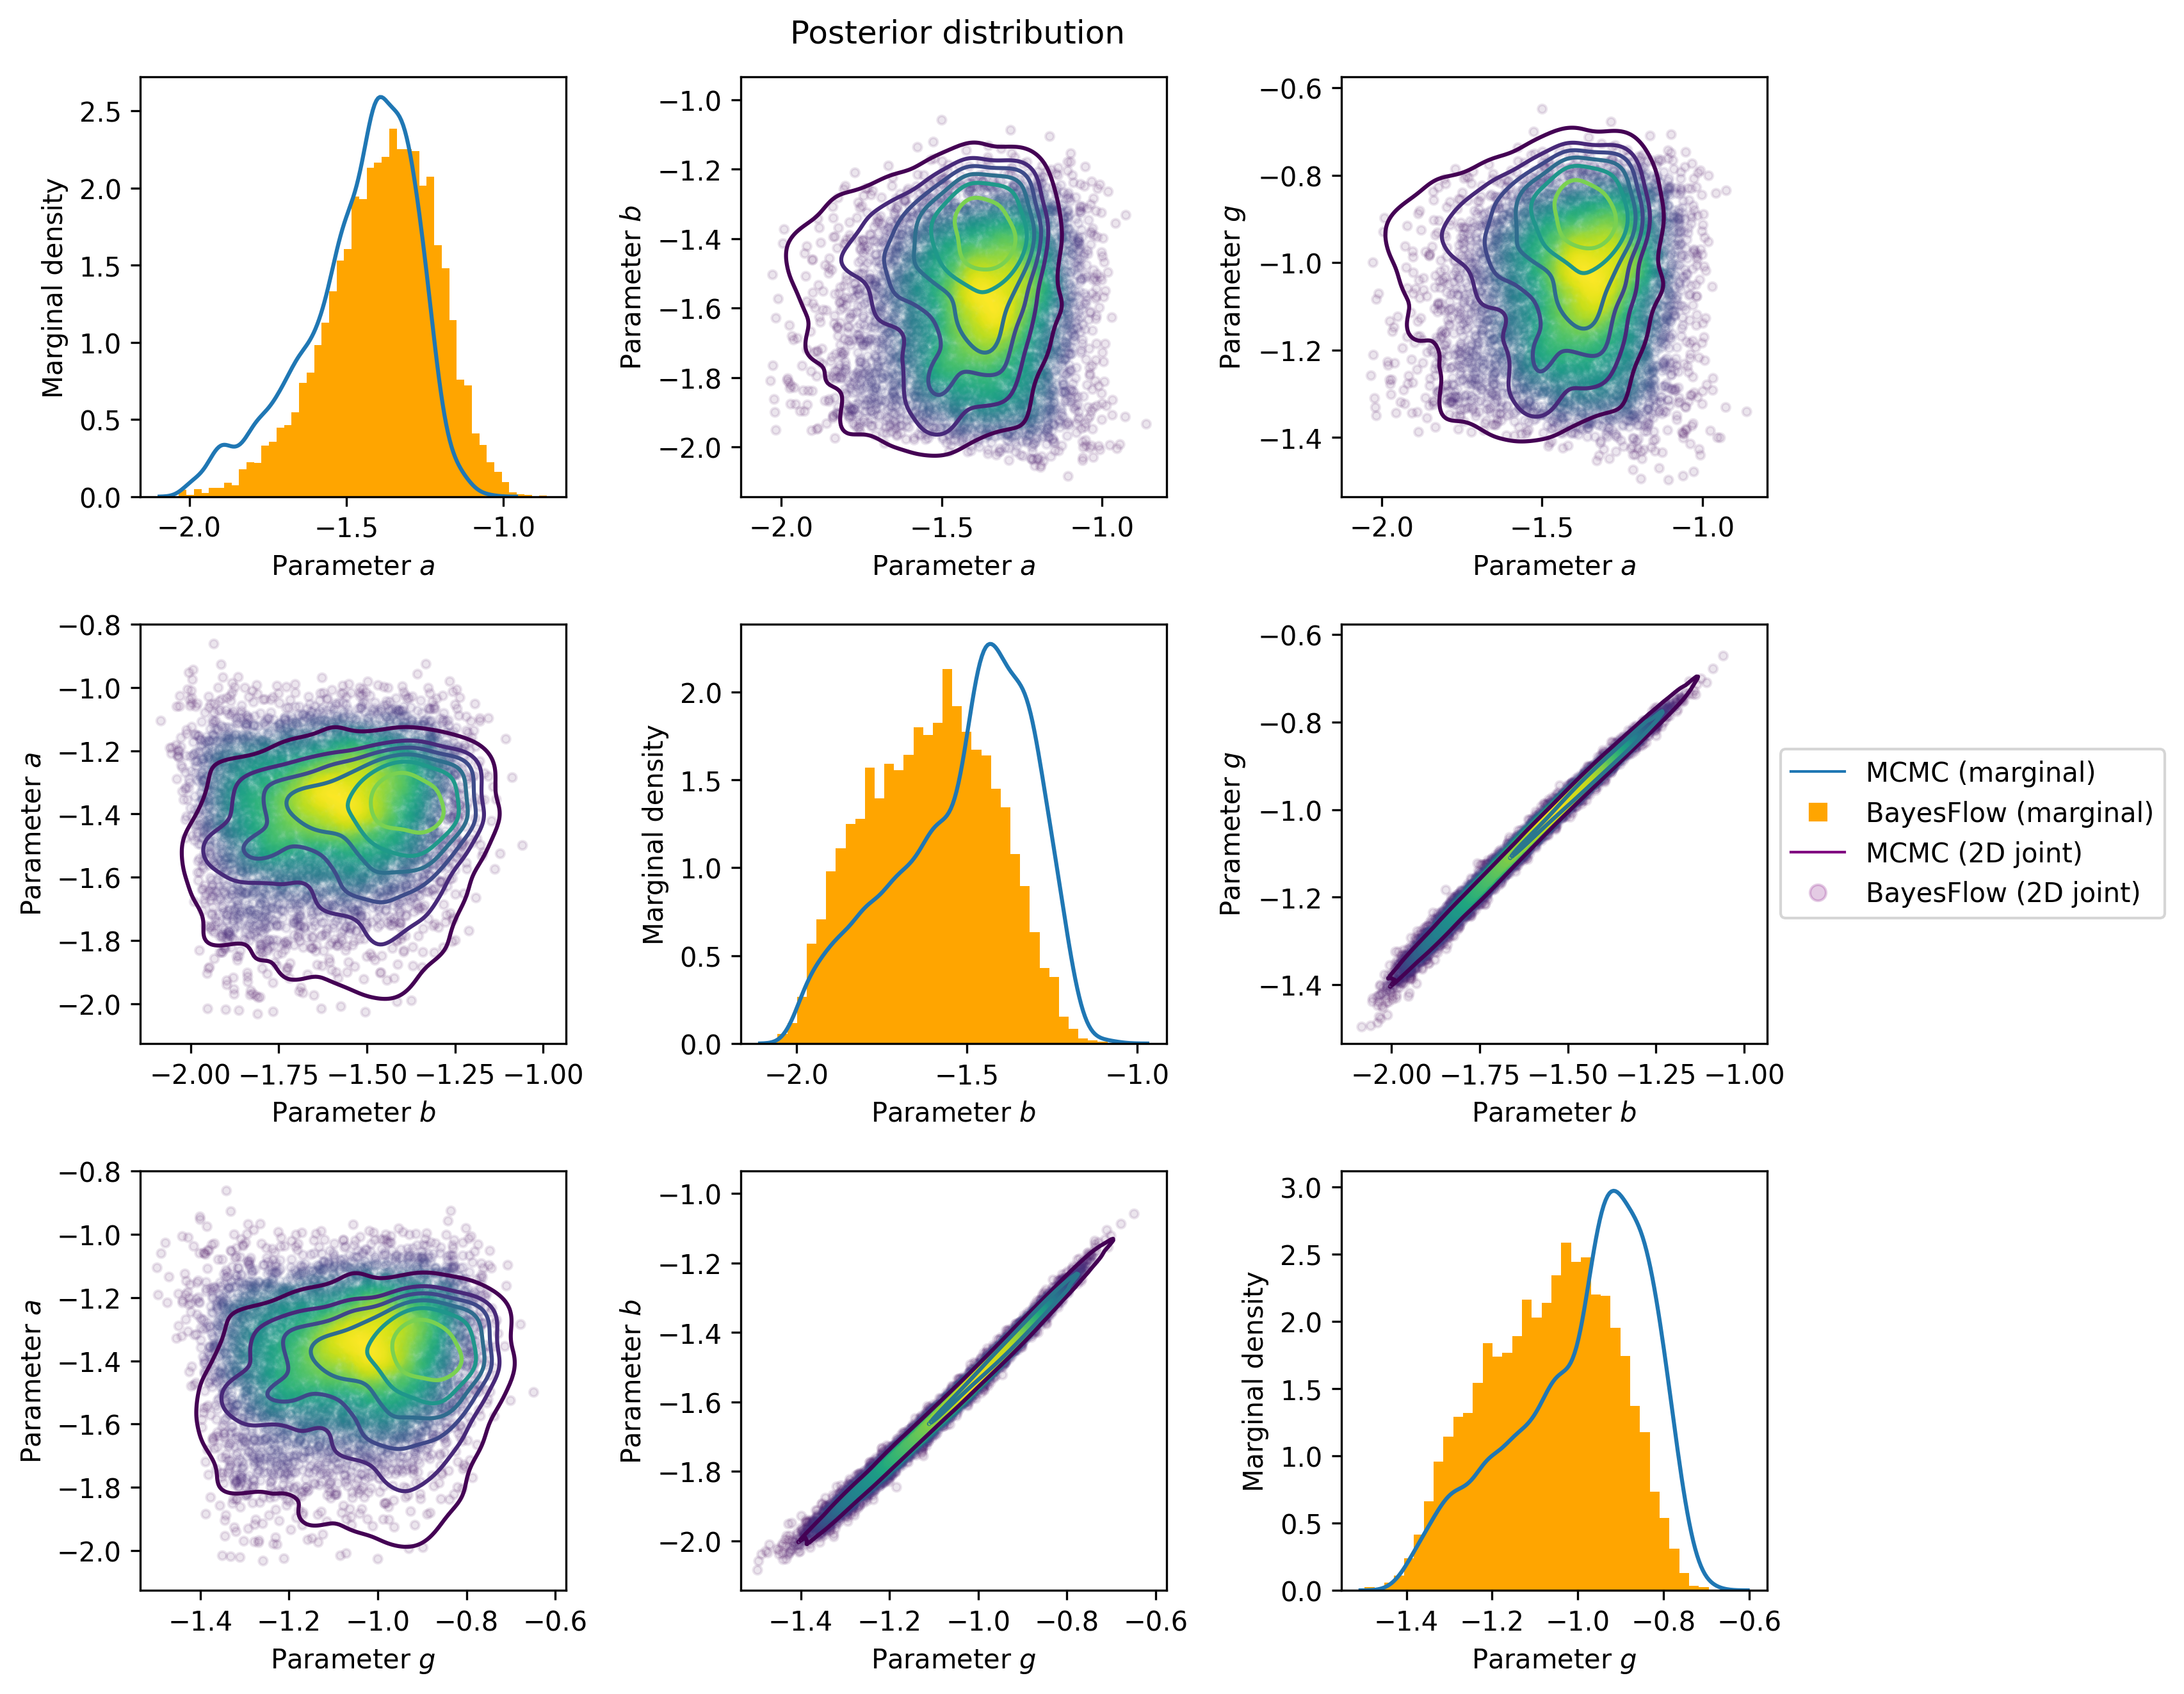 Posterior distribution
2.5
2.0
1.5
1.0
0.5
0.0
Marginal density
−2.0 −1.5 −1.0
Parameter a
−1.0
−1.2
−1.4
−1.6
−1.8
−2.0
Parameter b
−2.0 −1.5 −1.0
Parameter a
−0.6
−0.8
−1.0
−1.2
−1.4
Parameter g
−2.0 −1.5 −1.0
Parameter a
−0.8
−1.0
−1.2
−1.4
−1.6
−1.8
−2.0
Parameter a
−2.00 −1.75 −1.50 −1.25 −1.00
Parameter b
2.0
1.5
1.0
0.5
0.0
Marginal density
−2.0 −1.5 −1.0
Parameter b
−0.6
−0.8
−1.0
−1.2
−1.4
Parameter g
−2.00 −1.75 −1.50 −1.25 −1.00
Parameter b
MCMC (marginal)
BayesFlow (marginal)
MCMC (2D joint)
BayesFlow (2D joint)
−0.8
−1.0
−1.2
−1.4
−1.6
−1.8
−2.0
Parameter a
−1.4 −1.2 −1.0 −0.8 −0.6
Parameter g
−1.0
−1.2
−1.4
−1.6
−1.8
−2.0
Parameter b
−1.4 −1.2 −1.0 −0.8 −0.6
Parameter g
3.0
2.5
2.0
1.5
1.0
0.5
0.0
Marginal density
−1.4 −1.2 −1.0 −0.8 −0.6
Parameter g